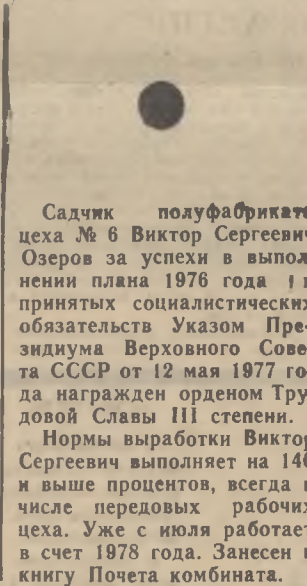 Садчик полуфабрикато
цеха № 6 Виктор Сергеевич
Озеров за успехи в выпол
нении плана 1976 года и
принятых социалистических
обязательств Указом Пре-
зидиума Верховного Сове
та СССР от 12 мая 1977 го
да награжден орденом Тру
довой Славы III степени.
Нормы выработки Виктор
Сергеевич выполняет на 140
и выше процентов, всегда в
числе передовых рабочих
цеха. Уже с июля работает
в счет 1978 года. Занесен в
книгу Почета комбината.